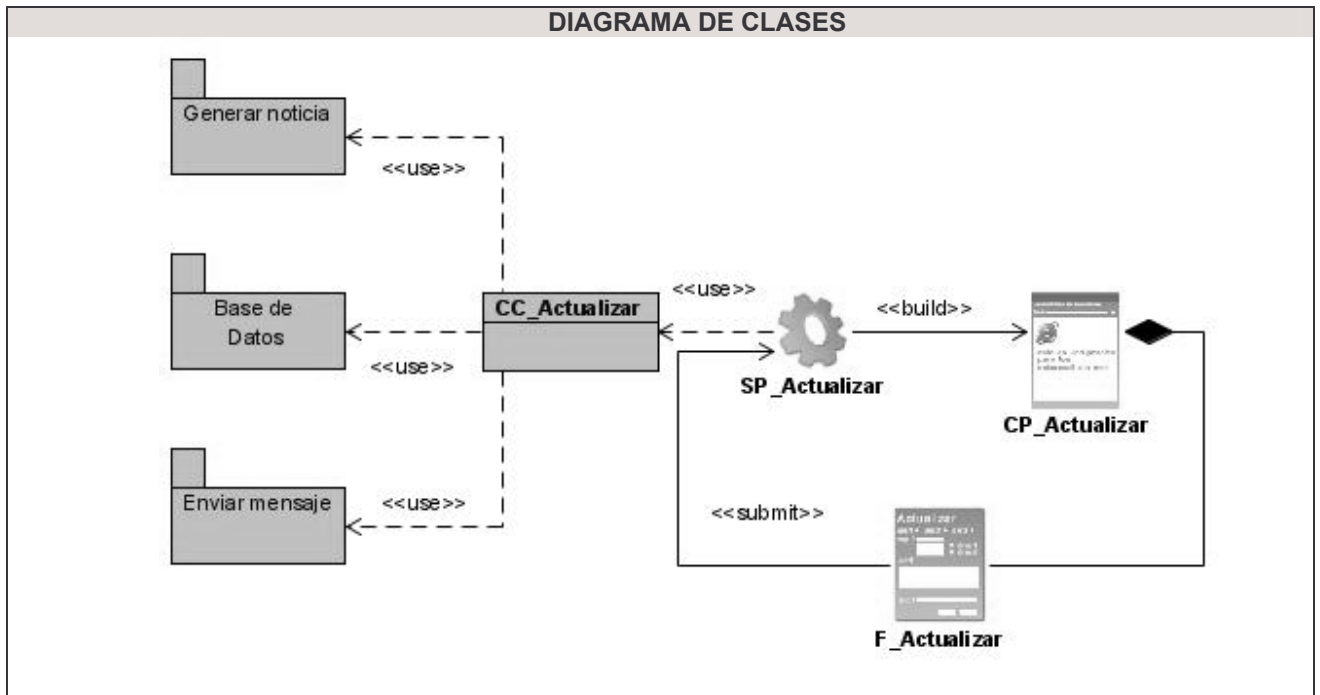 DIAGRAMA DE CLASES
Generar noticia
<<use>>
Base de
Datos
<<use>>
CC_Actualizar
<<use>>
SP_Actualizar
<<build>>
CP_Actualizar
Enviar mensaje
<<use>>
<<submit>>
Actualizar
F_Actualizar